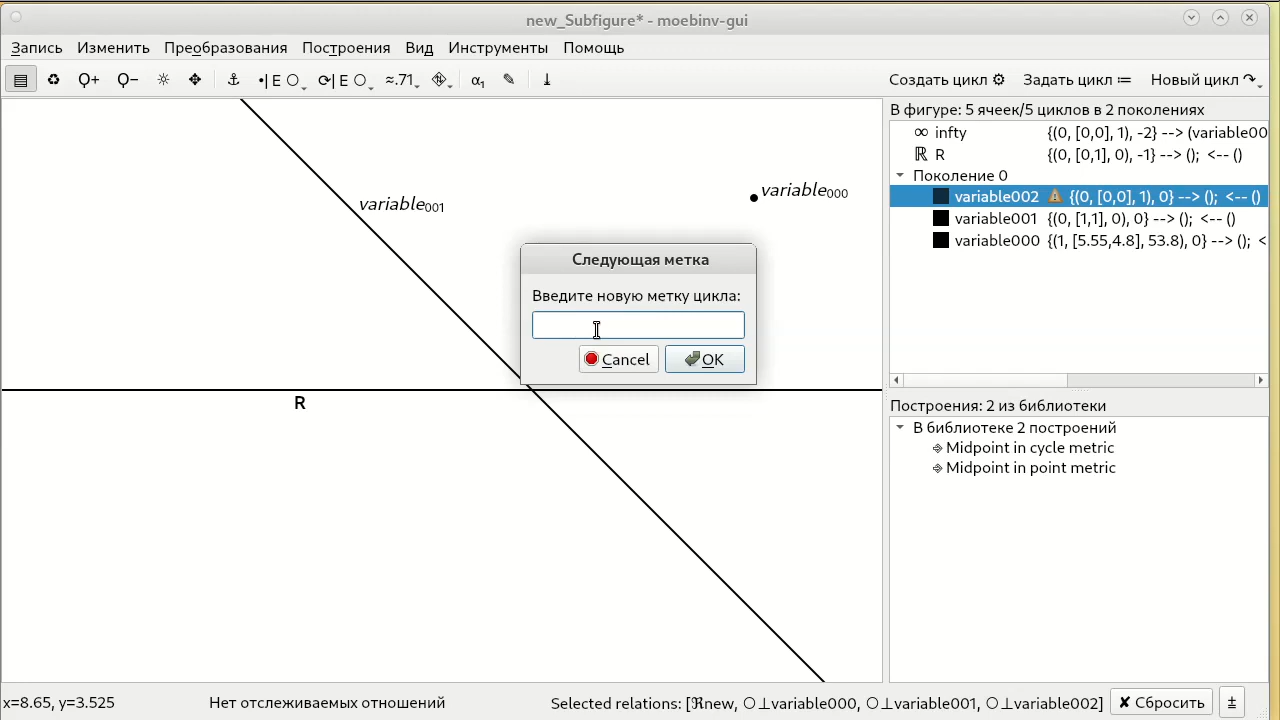 new_Subfigure* - moebinv-gui
Запись Изменить Преобразования Построения Вид Инструменты Помощь
•| E ○ ⟳| E ○ ≈.71 α₁ Создать цикл Задать цикл Новый цикл
В фигуре: 5 ячеек/5 циклов в 2 поколениях
∞ infty {(0, [0,0], 1), -2} --> (variable00
ℝ R {(0, [0,1], 0), -1} --> (); <-- ()
Поколение 0
variable002 {(0, [0,0], 1), 0} --> (); <-- ()
variable001 {(0, [1,1], 0), 0} --> (); <-- ()
variable000 {(1, [5.55,4.8], 53.8), 0} --> (); <
variable000
variable001
Следующая метка
Введите новую метку цикла:
Cancel OK
R
Построения: 2 из библиотеки
В библиотеке 2 построений
Midpoint in cycle metric
Midpoint in point metric
x=8.65, y=3.525 Нет отслеживаемых отношений Selected relations: [ℜnew, ○⊥variable000, ○⊥variable001, ○⊥variable002] ✘ Сбросить ±